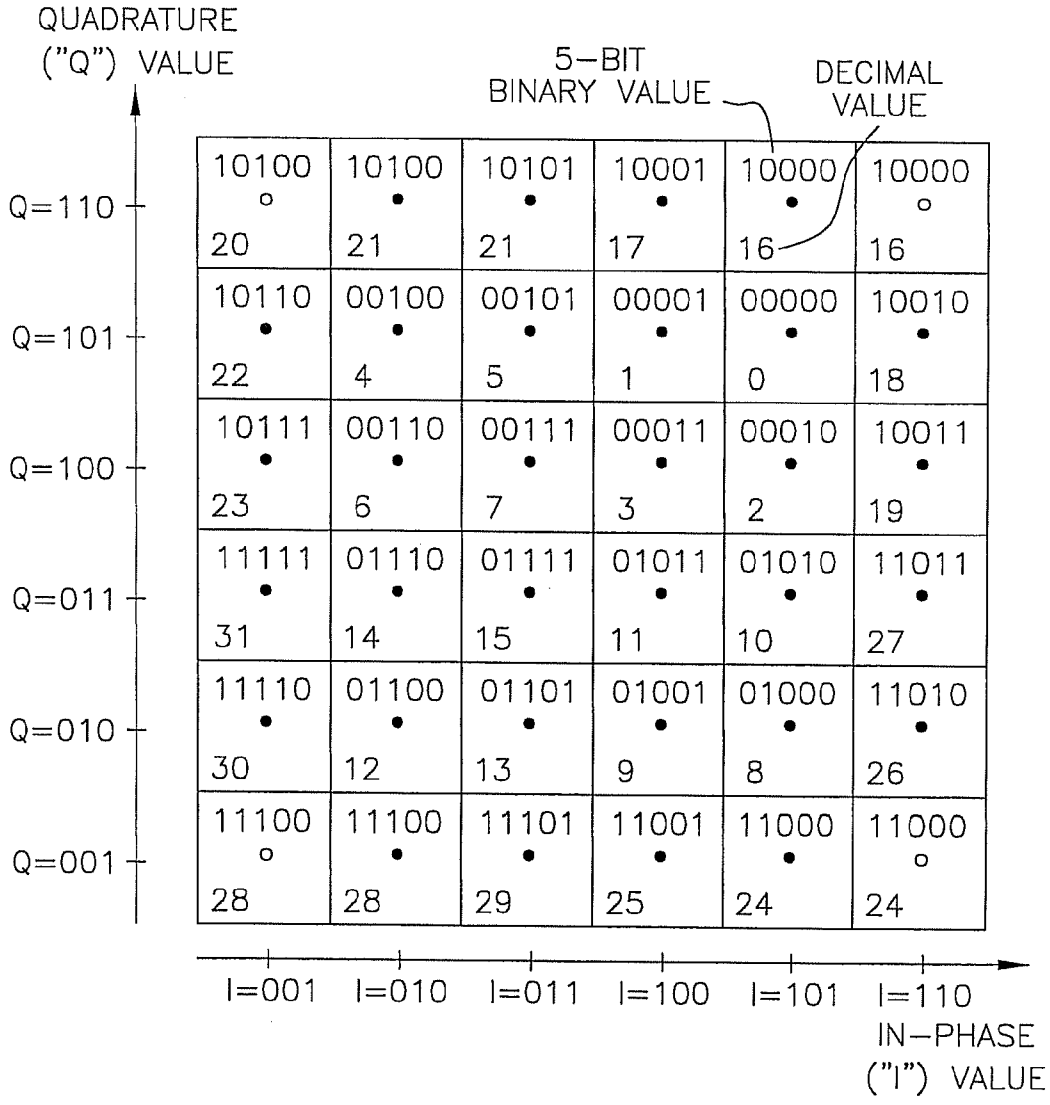 QUADRATURE
("Q") VALUE
5-BIT
BINARY VALUE
DECIMAL
VALUE
10100 10100 10101 10001 10000 10000
Q=110
20 21 21 17 16 16
10110 00100 00101 00001 00000 10010
Q=101
22 4 5 1 0 18
10111 00110 00111 00011 00010 10011
Q=100
23 6 7 3 2 19
11111 01110 01111 01011 01010 11011
Q=011
31 14 15 11 10 27
11110 01100 01101 01001 01000 11010
Q=010
30 12 13 9 8 26
11100 11100 11101 11001 11000 11000
Q=001
28 28 29 25 24 24
I=001 I=010 I=011 I=100 I=101 I=110
IN-PHASE
("I") VALUE